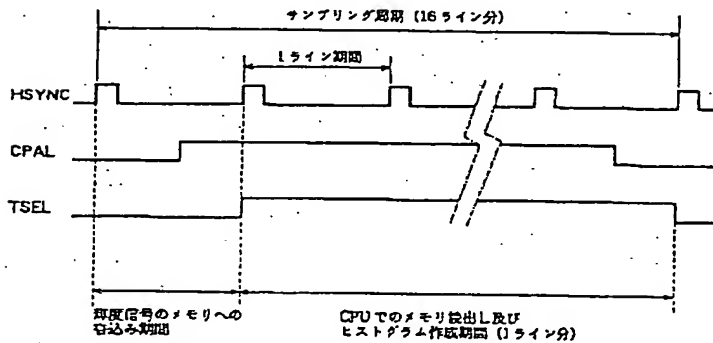 サンプリング周期 (16ライン分)
1ライン期間
HSYNC
CPAL
TSEL
輝度信号のメモリへの
書込み期間
CPUでのメモリ読出し及び
ヒストグラム作成期間 (1ライン分)